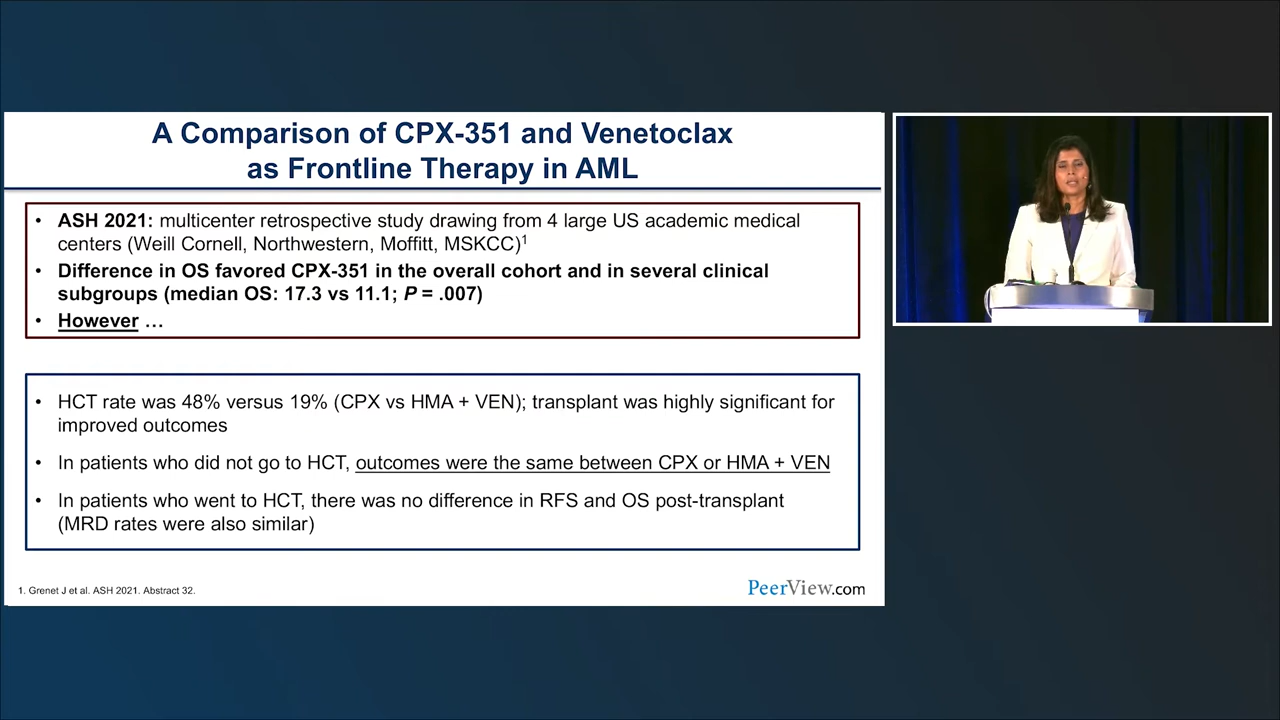 A Comparison of CPX-351 and Venetoclax
as Frontline Therapy in AML
• ASH 2021: multicenter retrospective study drawing from 4 large US academic medical
centers (Weill Cornell, Northwestern, Moffitt, MSKCC)1
• Difference in OS favored CPX-351 in the overall cohort and in several clinical
subgroups (median OS: 17.3 vs 11.1; P = .007)
• However …
• HCT rate was 48% versus 19% (CPX vs HMA + VEN); transplant was highly significant for
improved outcomes
• In patients who did not go to HCT, outcomes were the same between CPX or HMA + VEN
• In patients who went to HCT, there was no difference in RFS and OS post-transplant
(MRD rates were also similar)
1. Grenet J et al. ASH 2021. Abstract 32.
PeerView.com